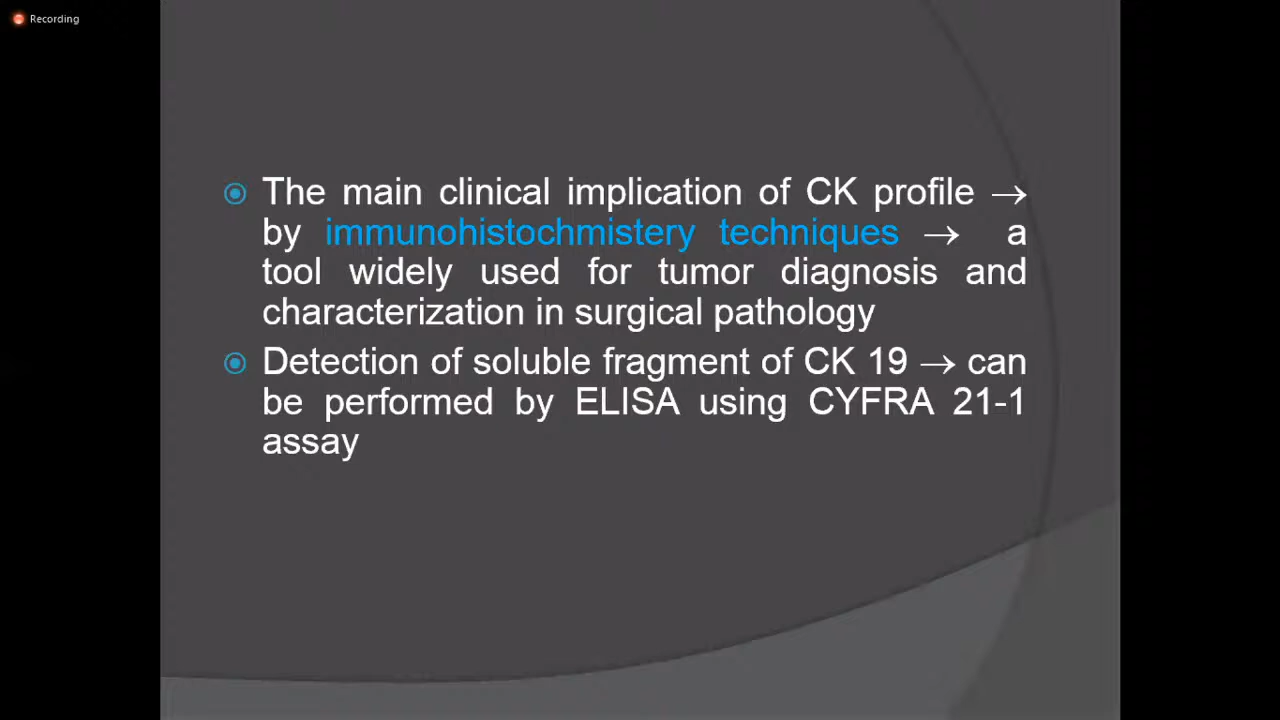 Recording
The main clinical implication of CK profile →
by immunohistochmistery techniques → a
tool widely used for tumor diagnosis and
characterization in surgical pathology
Detection of soluble fragment of CK 19 → can
be performed by ELISA using CYFRA 21-1
assay